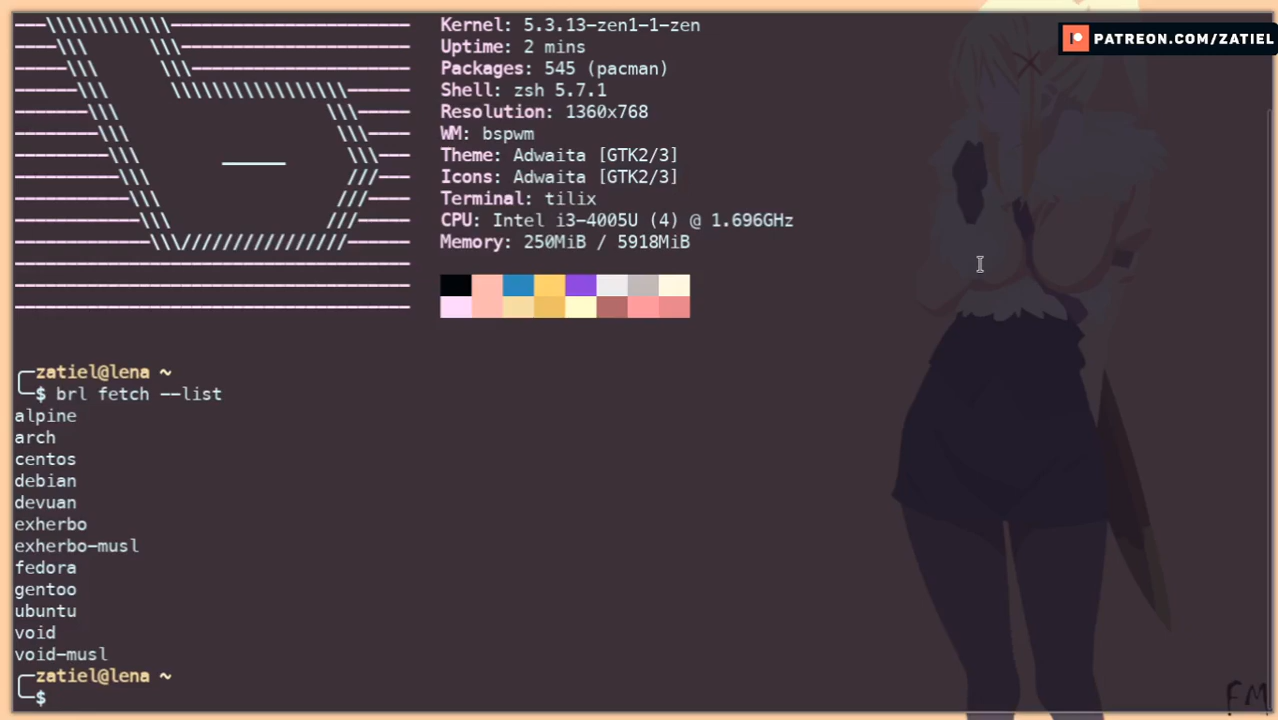 Kernel: 5.3.13-zen1-1-zen
Uptime: 2 mins
Packages: 545 (pacman)
Shell: zsh 5.7.1
Resolution: 1360x768
WM: bspwm
Theme: Adwaita [GTK2/3]
Icons: Adwaita [GTK2/3]
Terminal: tilix
CPU: Intel i3-4005U (4) @ 1.696GHz
Memory: 250MiB / 5918MiB
PATREON.COM/ZATIEL
zatiel@lena ~
$ brl fetch --list
alpine
arch
centos
debian
devuan
exherbo
exherbo-musl
fedora
gentoo
ubuntu
void
void-musl
zatiel@lena ~
$
FM